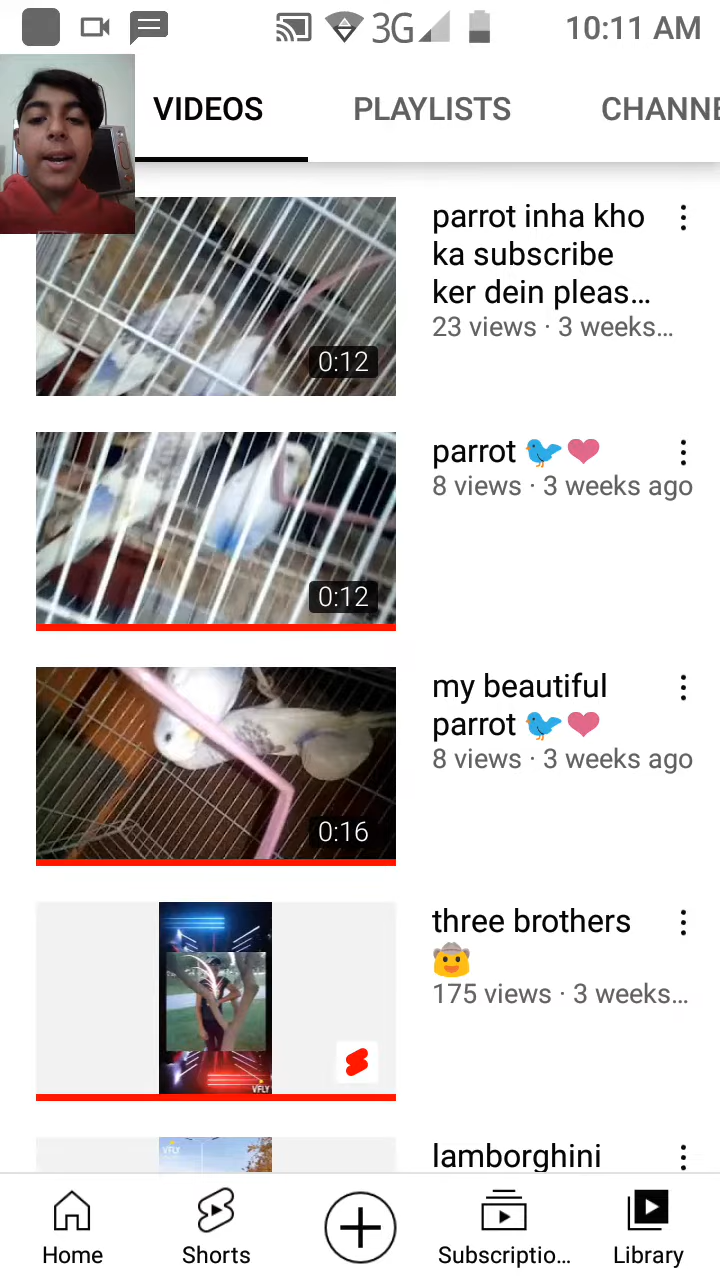 3G 10:11 AM
VIDEOS PLAYLISTS CHANNE
parrot inha kho
ka subscribe
ker dein pleas...
23 views · 3 weeks...
0:12
parrot 🐦❤
8 views · 3 weeks ago
0:12
my beautiful
parrot 🐦❤
8 views · 3 weeks ago
0:16
three brothers
🤠
175 views · 3 weeks...
VFLY
VFLY
lamborghini
Home Shorts Subscriptio... Library